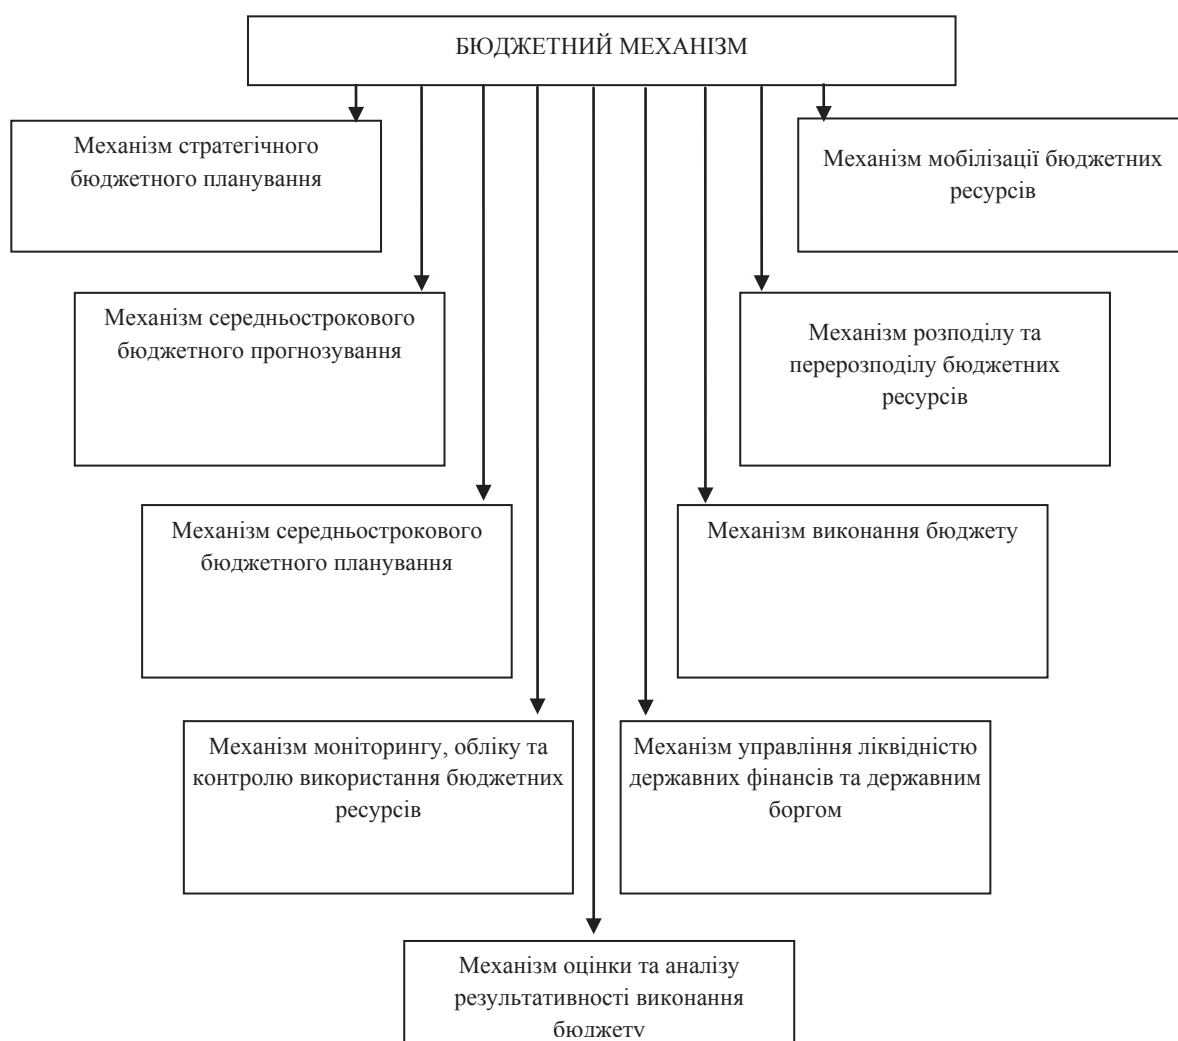 БЮДЖЕТНИЙ МЕХАНІЗМ
Механізм стратегічного
бюджетного планування
Механізм мобілізації бюджетних
ресурсів
Механізм середньострокового
бюджетного прогнозування
Механізм розподілу та
перерозподілу бюджетних
ресурсів
Механізм середньострокового
бюджетного планування
Механізм виконання бюджету
Механізм моніторингу, обліку та
контролю використання бюджетних
ресурсів
Механізм управління ліквідністю
державних фінансів та державним
боргом
Механізм оцінки та аналізу
результативності виконання
бюджету